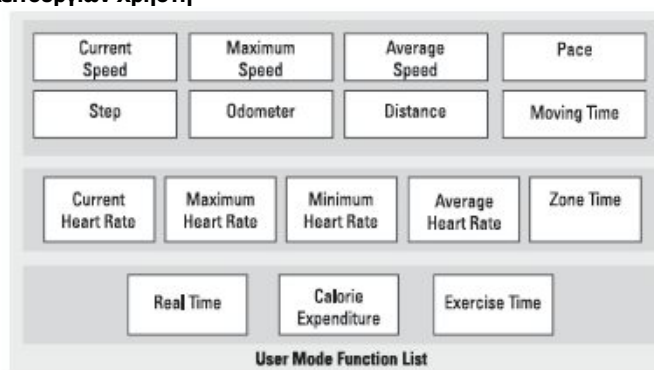 χρήστη
Current Speed
Maximum Speed
Average Speed
Pace
Step
Odometer
Distance
Moving Time
Current Heart Rate
Maximum Heart Rate
Minimum Heart Rate
Average Heart Rate
Zone Time
Real Time
Calorie Expenditure
Exercise Time
User Mode Function List